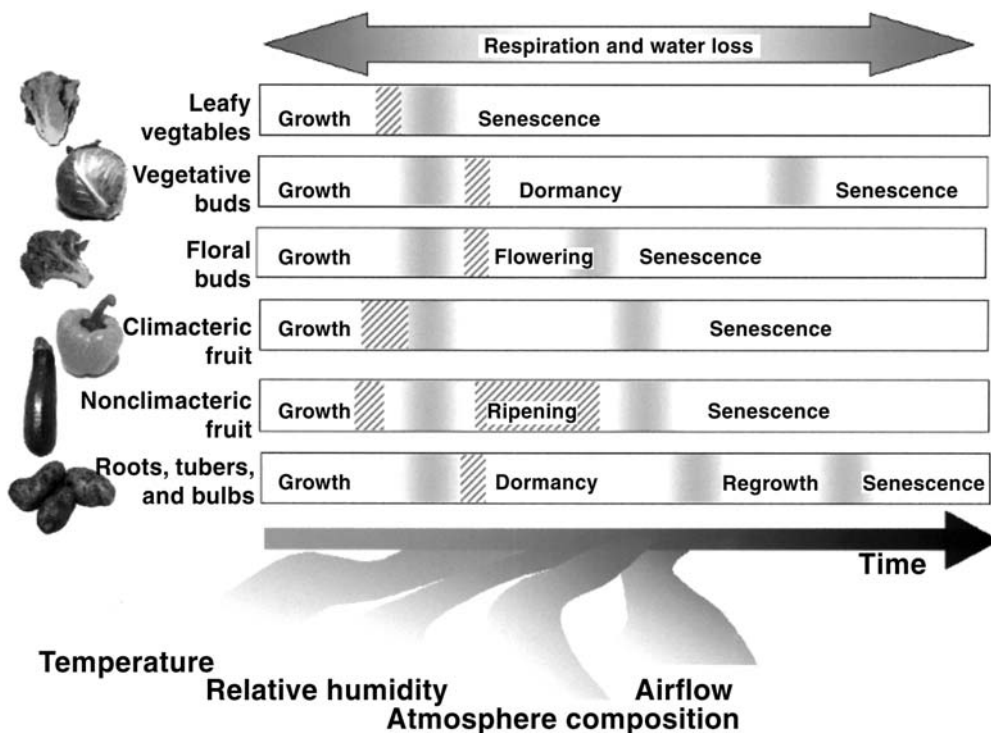 Respiration and water loss
Leafy
vegtables
Growth
Senescence
Vegetative
buds
Growth
Dormancy
Senescence
Floral
buds
Growth
Flowering
Senescence
Climacteric
fruit
Growth
Senescence
Nonclimacteric
fruit
Growth
Ripening
Senescence
Roots, tubers,
and bulbs
Growth
Dormancy
Regrowth
Senescence
Time
Temperature
Relative humidity
Airflow
Atmosphere composition